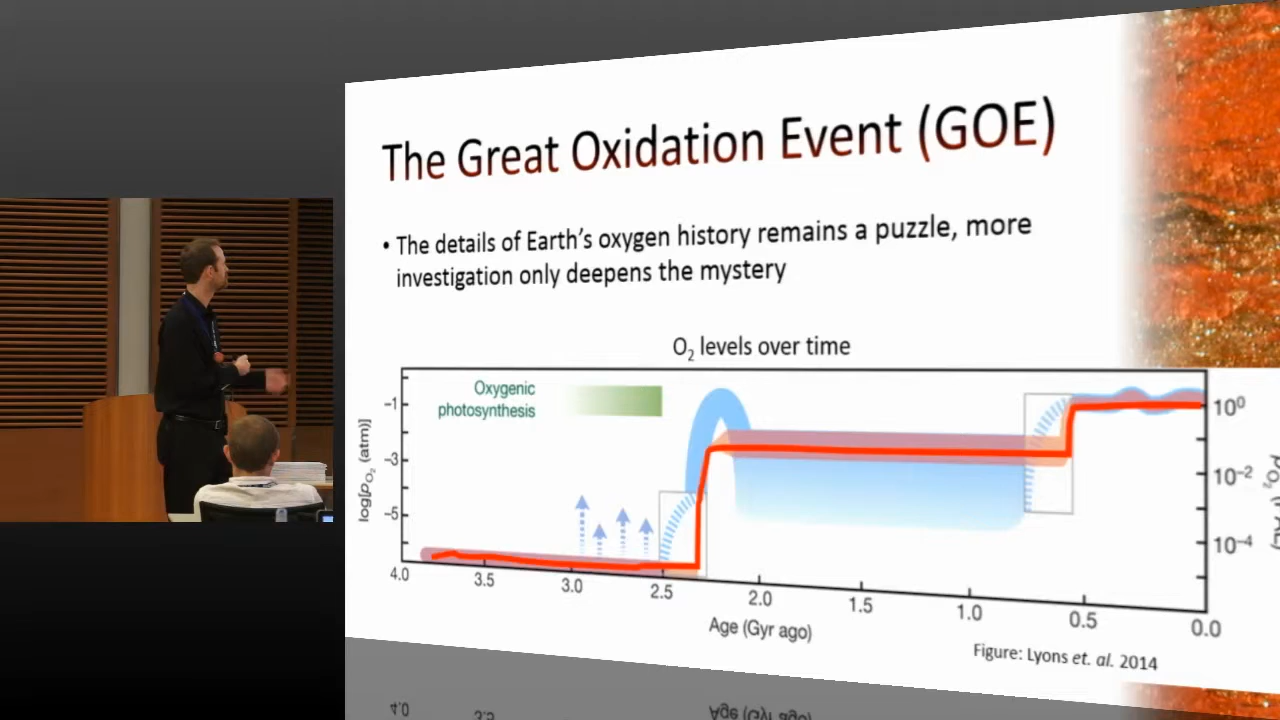 The Great Oxidation Event (GOE)
• The details of Earth's oxygen history remains a puzzle, more
investigation only deepens the mystery
O₂ levels over time
Oxygenic
photosynthesis
log[pO₂ (atm)]
–1
–3
–5
10⁰
10⁻²
10⁻⁴
pO₂
4.0 3.5 3.0 2.5 2.0 1.5 1.0 0.5 0.0
Age (Gyr ago)
Figure: Lyons et. al. 2014